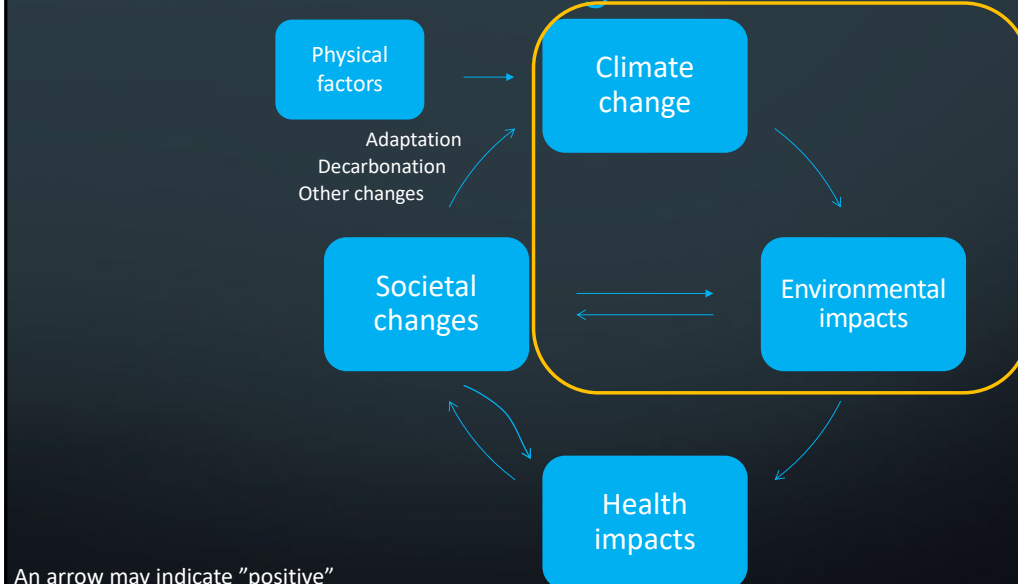 Physical
factors
Climate
change
Adaptation
Decarbonation
Other changes
Societal
changes
Environmental
impacts
Health
impacts
An arrow may indicate ”positive”